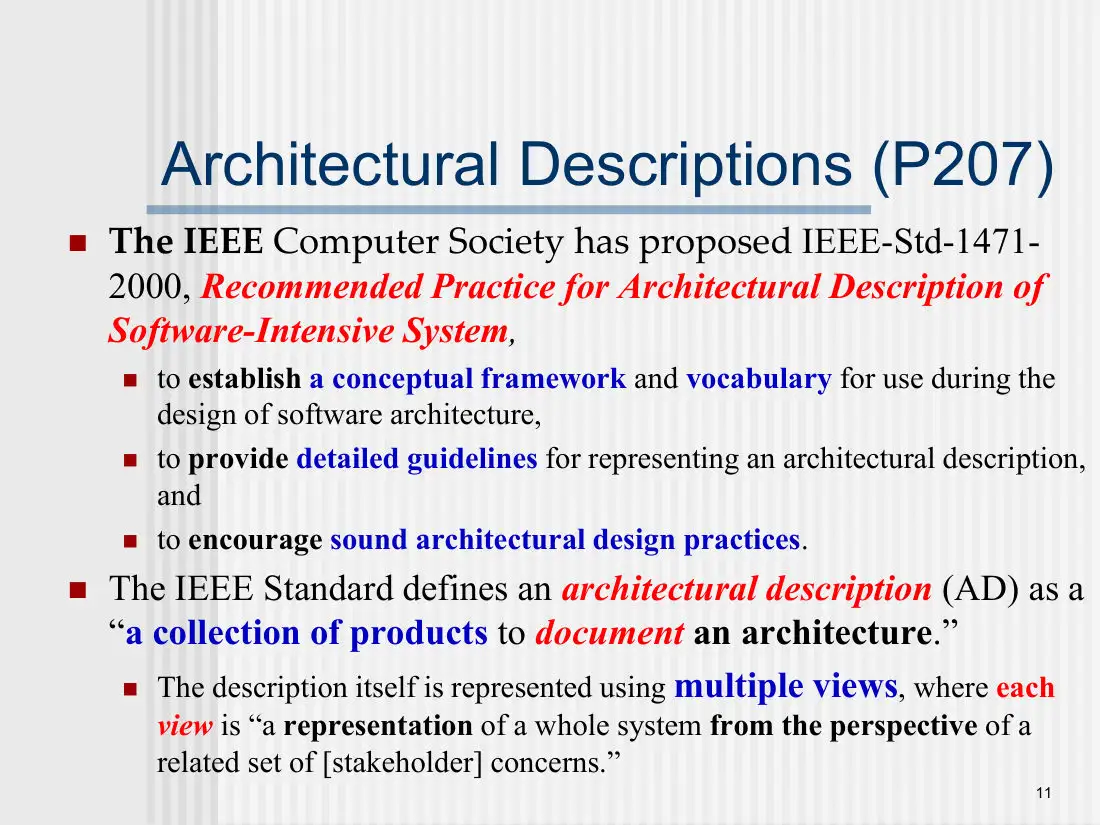 Architectural Descriptions (P207)
The IEEE Computer Society has proposed IEEE-Std-1471-
2000, Recommended Practice for Architectural Description of
Software-Intensive System,
to establish a conceptual framework and vocabulary for use during the
design of software architecture,
to provide detailed guidelines for representing an architectural description,
and
to encourage sound architectural design practices.
The IEEE Standard defines an architectural description (AD) as a
“a collection of products to document an architecture.”
The description itself is represented using multiple views, where each
view is “a representation of a whole system from the perspective of a
related set of [stakeholder] concerns.”
11